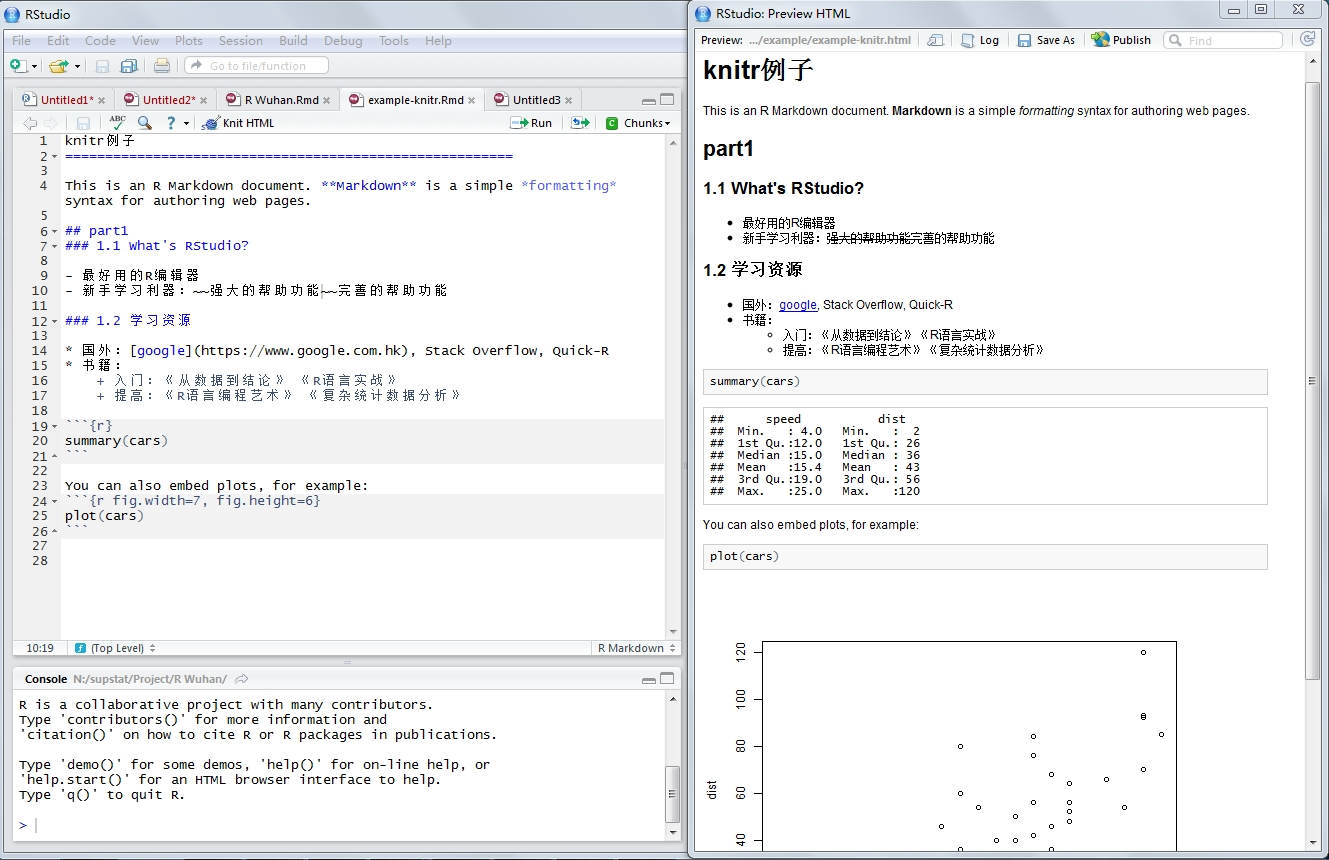 RStudio
File Edit Code View Plots Session Build Debug Tools Help
Go to file/function
Untitled1* × Untitled2* × R Wuhan.Rmd × example-knitr.Rmd × Untitled3 ×
ABC ? Knit HTML Run C Chunks
1 knitr例子
2 ========================================================
3
4 This is an R Markdown document. **Markdown** is a simple *formatting*
syntax for authoring web pages.
5
6 ## part1
7 ### 1.1 What's RStudio?
8
9 - 最好用的R编辑器
10 - 新手学习利器：~~强大的帮助功能~~完善的帮助功能
11
12 ### 1.2 学习资源
13
14 * 国外：[google](https://www.google.com.hk), Stack Overflow, Quick-R
15 * 书籍：
16 + 入门：《从数据到结论》《R语言实战》
17 + 提高：《R语言编程艺术》《复杂统计数据分析》
18
19 ```{r}
20 summary(cars)
21 ```
22
23 You can also embed plots, for example:
24 ```{r fig.width=7, fig.height=6}
25 plot(cars)
26 ```
27
28
10:19 (Top Level) R Markdown
Console N:/supstat/Project/R Wuhan/
R is a collaborative project with many contributors.
Type 'contributors()' for more information and
'citation()' on how to cite R or R packages in publications.
Type 'demo()' for some demos, 'help()' for on-line help, or
'help.start()' for an HTML browser interface to help.
Type 'q()' to quit R.
>
RStudio: Preview HTML
Preview: .../example/example-knitr.html Log Save As Publish Find
knitr例子
This is an R Markdown document. Markdown is a simple formatting syntax for authoring web pages.
part1
1.1 What's RStudio?
• 最好用的R编辑器
• 新手学习利器：强大的帮助功能完善的帮助功能
1.2 学习资源
• 国外：google, Stack Overflow, Quick-R
• 书籍：
◦ 入门：《从数据到结论》《R语言实战》
◦ 提高：《R语言编程艺术》《复杂统计数据分析》
summary(cars)
## speed dist
## Min. : 4.0 Min. : 2
## 1st Qu.:12.0 1st Qu.: 26
## Median :15.0 Median : 36
## Mean :15.4 Mean : 43
## 3rd Qu.:19.0 3rd Qu.: 56
## Max. :25.0 Max. :120
You can also embed plots, for example:
plot(cars)
120
100
80
60
40
dist